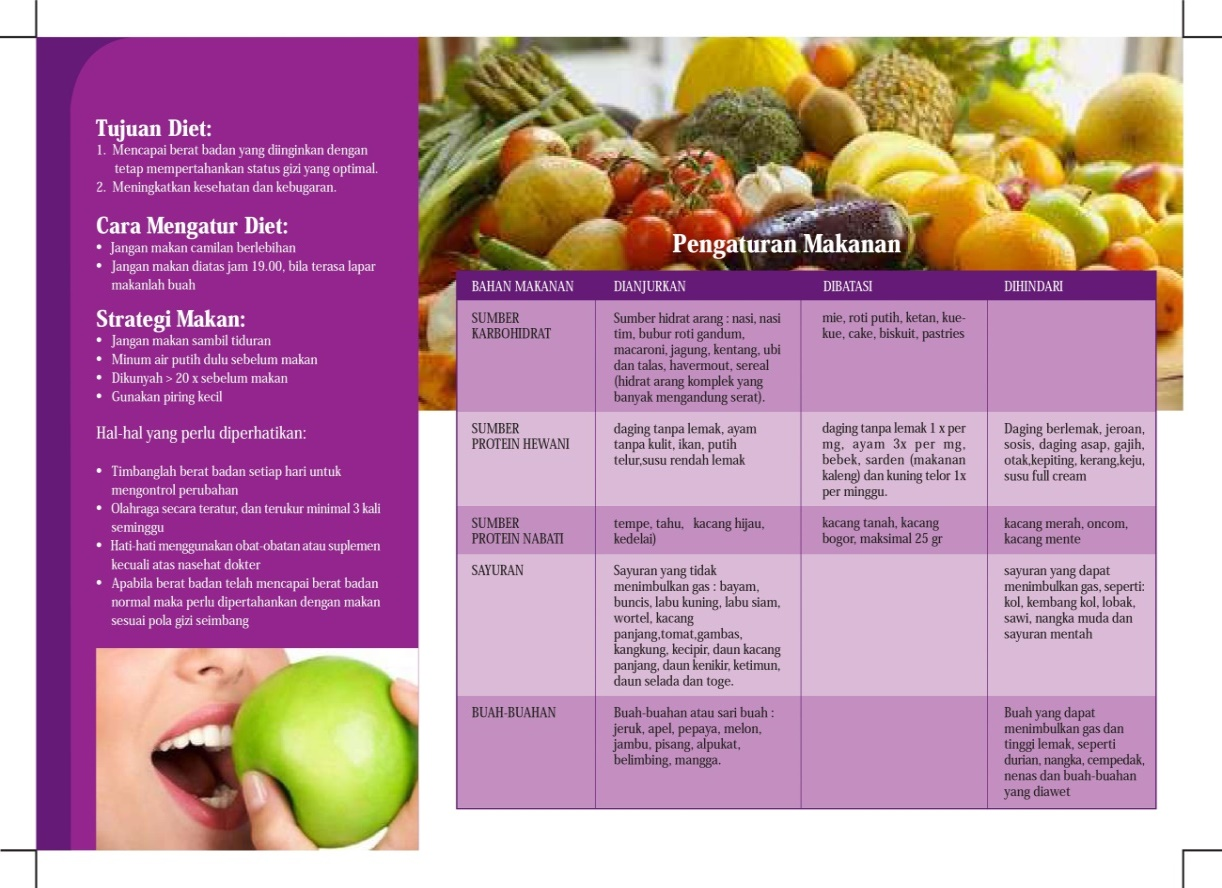 Tujuan Diet:
1. Mencapai berat badan yang diinginkan dengan
tetap mempertahankan status gizi yang optimal.
2. Meningkatkan kesehatan dan kebugaran.
Cara Mengatur Diet:
• Jangan makan camilan berlebihan
• Jangan makan diatas jam 19.00, bila terasa lapar
makanlah buah
Strategi Makan:
• Jangan makan sambil tiduran
• Minum air putih dulu sebelum makan
• Dikunyah > 20 x sebelum makan
• Gunakan piring kecil
Hal-hal yang perlu diperhatikan:
• Timbanglah berat badan setiap hari untuk
mengontrol perubahan
• Olahraga secara teratur, dan terukur minimal 3 kali
seminggu
• Hati-hati menggunakan obat-obatan atau suplemen
kecuali atas nasehat dokter
• Apabila berat badan telah mencapai berat badan
normal maka perlu dipertahankan dengan makan
sesuai pola gizi seimbang
Pengaturan Makanan
BAHAN MAKANAN
DIANJURKAN
DIBATASI
DIHINDARI
SUMBER
KARBOHIDRAT
Sumber hidrat arang : nasi, nasi
tim, bubur roti gandum,
macaroni, jagung, kentang, ubi
dan talas, havermout, sereal
(hidrat arang komplek yang
banyak mengandung serat).
mie, roti putih, ketan, kue-
kue, cake, biskuit, pastries
SUMBER
PROTEIN HEWANI
daging tanpa lemak, ayam
tanpa kulit, ikan, putih
telur,susu rendah lemak
daging tanpa lemak 1 x per
mg, ayam 3x per mg,
bebek, sarden (makanan
kaleng) dan kuning telor 1x
per minggu.
Daging berlemak, jeroan,
sosis, daging asap, gajih,
otak,kepiting, kerang,keju,
susu full cream
SUMBER
PROTEIN NABATI
tempe, tahu, kacang hijau,
kedelai)
kacang tanah, kacang
bogor, maksimal 25 gr
kacang merah, oncom,
kacang mente
SAYURAN
Sayuran yang tidak
menimbulkan gas : bayam,
buncis, labu kuning, labu siam,
wortel, kacang
panjang,tomat,gambas,
kangkung, kecipir, daun kacang
panjang, daun kenikir, ketimun,
daun selada dan toge.
sayuran yang dapat
menimbulkan gas, seperti:
kol, kembang kol, lobak,
sawi, nangka muda dan
sayuran mentah
BUAH-BUAHAN
Buah-buahan atau sari buah :
jeruk, apel, pepaya, melon,
jambu, pisang, alpukat,
belimbing, mangga.
Buah yang dapat
menimbulkan gas dan
tinggi lemak, seperti
durian, nangka, cempedak,
nenas dan buah-buahan
yang diawet